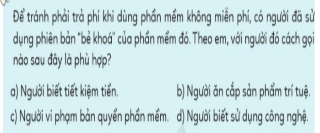 Để tránh phải trả phí khi dùng phần mềm không miễn phí, có người đã sử
dụng phiên bản "bẻ khoá" của phần mềm đó. Theo em, với người đó cách gọi
nào sau đây là phù hợp?
a) Người biết tiết kiệm tiền. b) Người ăn cắp sản phẩm trí tuệ.
c) Người vi phạm bản quyền phần mềm. d) Người biết sử dụng công nghệ.